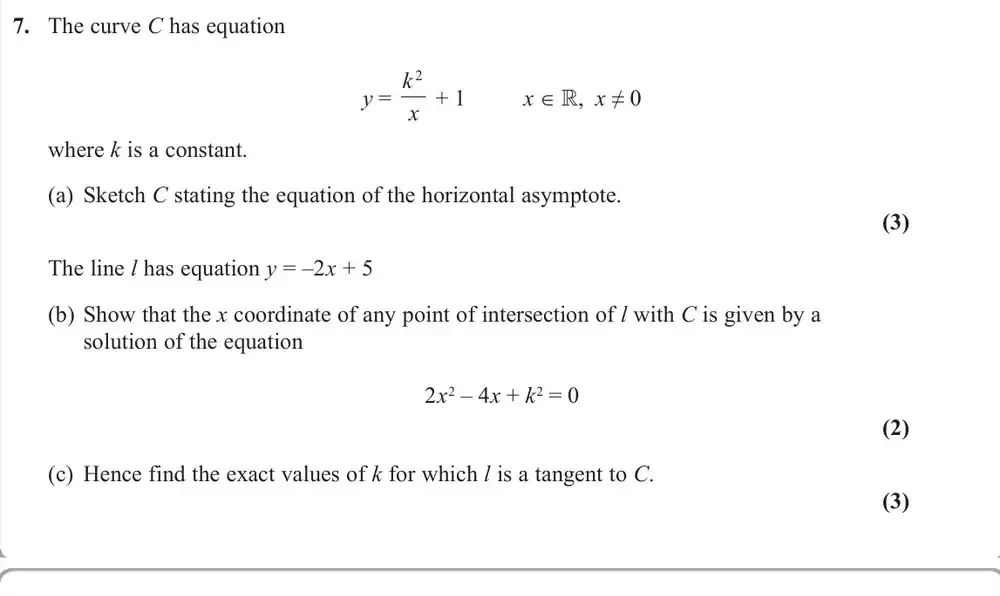 7. The curve C has equation
y = k²/x + 1 x ∈ ℝ, x ≠ 0
where k is a constant.
(a) Sketch C stating the equation of the horizontal asymptote.
(3)
The line l has equation y = –2x + 5
(b) Show that the x coordinate of any point of intersection of l with C is given by a
solution of the equation
2x² – 4x + k² = 0
(2)
(c) Hence find the exact values of k for which l is a tangent to C.
(3)